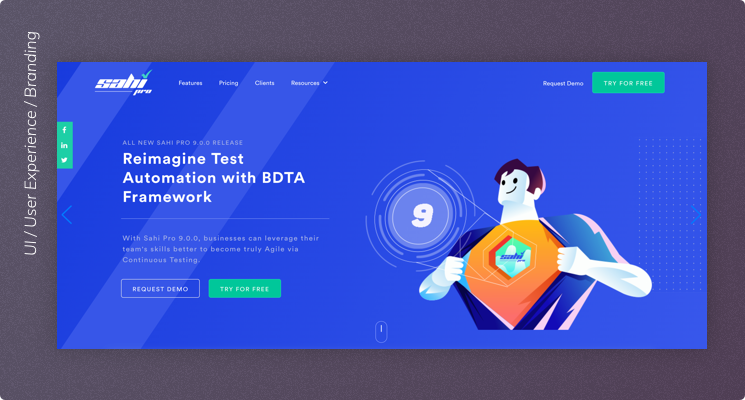 UI / User Experience / Branding
sahi
pro
Features
Pricing
Clients
Resources
Request Demo
TRY FOR FREE
ALL NEW SAHI PRO 9.0.0 RELEASE
Reimagine Test
Automation with BDTA
Framework
With Sahi Pro 9.0.0, businesses can leverage their
team's skills better to become truly Agile via
Continuous Testing.
REQUEST DEMO
TRY FOR FREE
9
sahi
pro